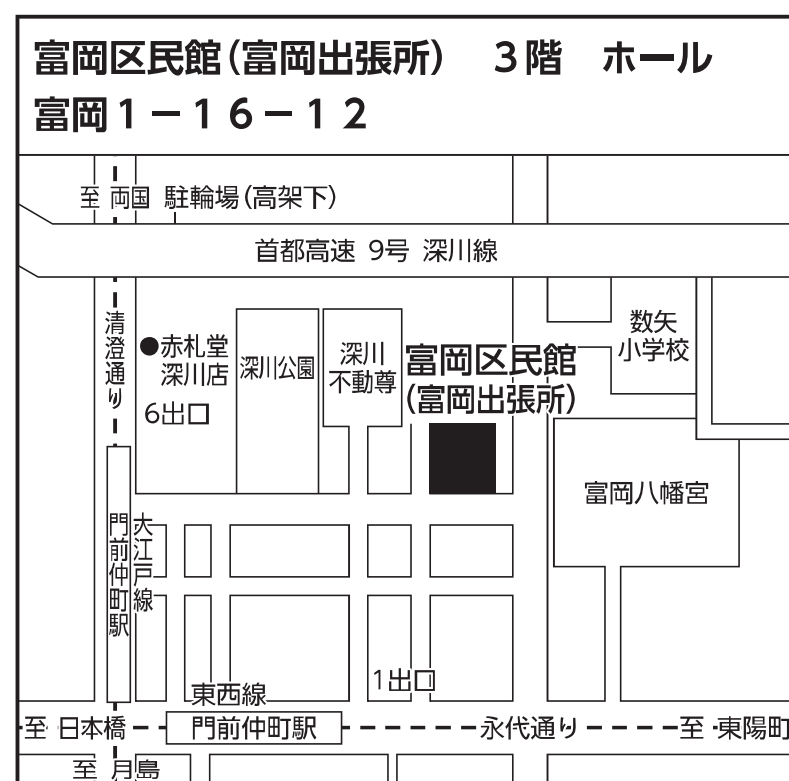 富岡区民館（富岡出張所）　３階　ホール
富岡１－１６－１２
至 両国
駐輪場（高架下）
首都高速 9号 深川線
清澄通り
●赤札堂
深川店
6出口
深川公園
深川
不動尊
富岡区民館
（富岡出張所）
数矢
小学校
富岡八幡宮
門前仲町駅
大江戸線
1出口
東西線
至 日本橋
門前仲町駅
永代通り
至 東陽町
至 月島